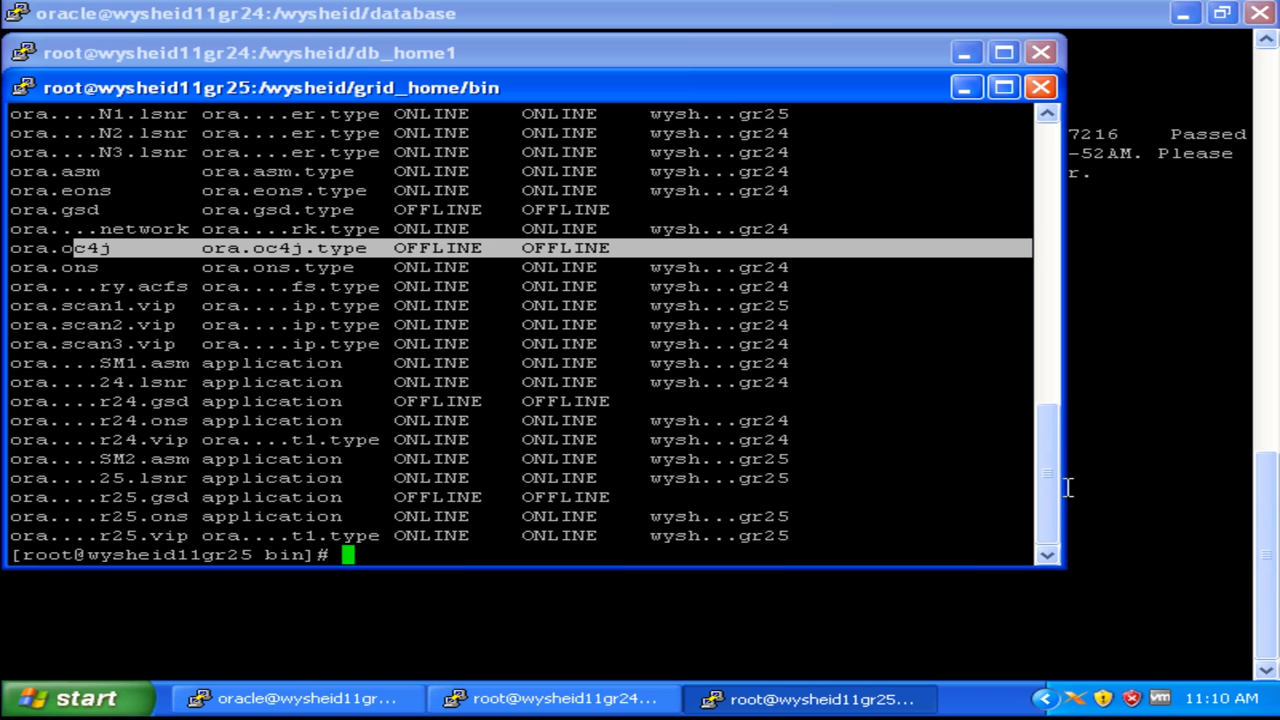 oracle@wysheid11gr24:/wysheid/database
root@wysheid11gr24:/wysheid/db_home1
root@wysheid11gr25:/wysheid/grid_home/bin
ora....N1.lsnr ora....er.type ONLINE ONLINE wysh...gr25
ora....N2.lsnr ora....er.type ONLINE ONLINE wysh...gr24
7216 Passed
ora....N3.lsnr ora....er.type ONLINE ONLINE wysh...gr24
-52AM. Please
ora.asm ora.asm.type ONLINE ONLINE wysh...gr24
r.
ora.eons ora.eons.type ONLINE ONLINE wysh...gr24
ora.gsd ora.gsd.type OFFLINE OFFLINE
ora....network ora....rk.type ONLINE ONLINE wysh...gr24
ora.oc4j ora.oc4j.type OFFLINE OFFLINE
ora.ons ora.ons.type ONLINE ONLINE wysh...gr24
ora....ry.acfs ora....fs.type ONLINE ONLINE wysh...gr24
ora.scan1.vip ora....ip.type ONLINE ONLINE wysh...gr25
ora.scan2.vip ora....ip.type ONLINE ONLINE wysh...gr24
ora.scan3.vip ora....ip.type ONLINE ONLINE wysh...gr24
ora....SM1.asm application ONLINE ONLINE wysh...gr24
ora....24.lsnr application ONLINE ONLINE wysh...gr24
ora....r24.gsd application OFFLINE OFFLINE
ora....r24.ons application ONLINE ONLINE wysh...gr24
ora....r24.vip ora....t1.type ONLINE ONLINE wysh...gr24
ora....SM2.asm application ONLINE ONLINE wysh...gr25
ora....25.lsnr application ONLINE ONLINE wysh...gr25
ora....r25.gsd application OFFLINE OFFLINE
ora....r25.ons application ONLINE ONLINE wysh...gr25
ora....r25.vip ora....t1.type ONLINE ONLINE wysh...gr25
[root@wysheid11gr25 bin]#
start oracle@wysheid11gr... root@wysheid11gr24... root@wysheid11gr25... vm 11:10 AM